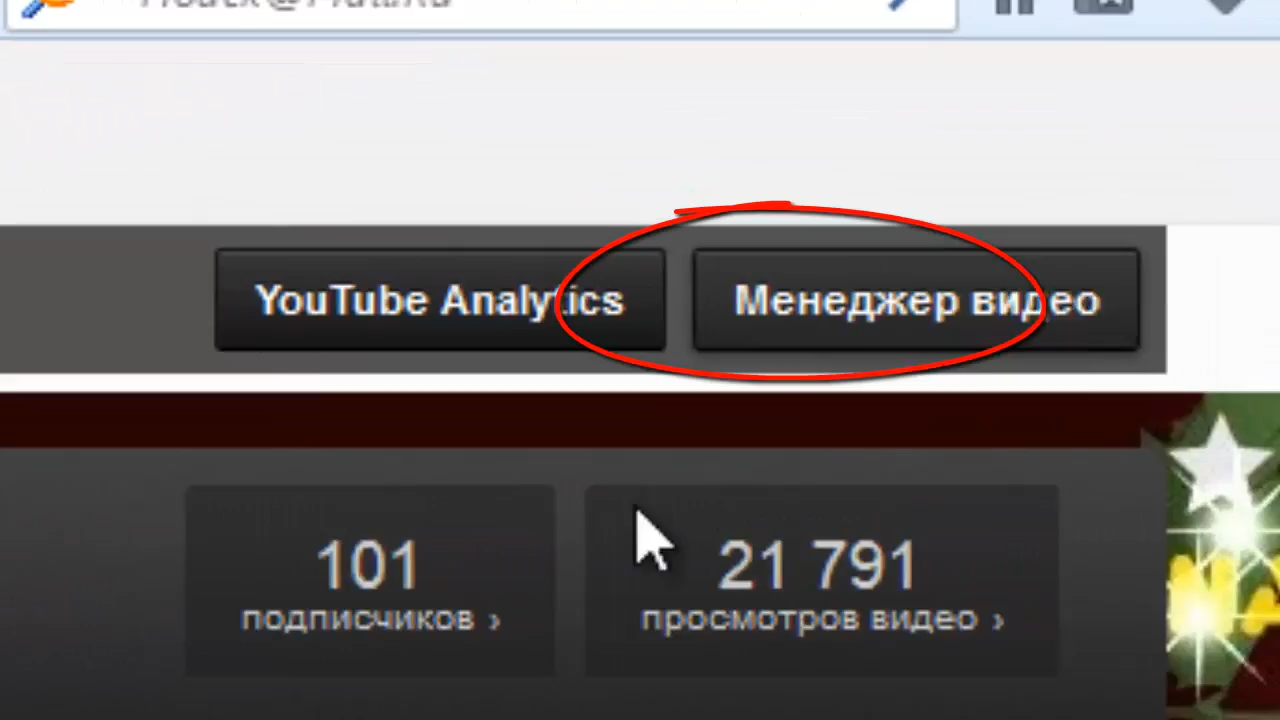 YouTube Analytics
Менеджер видео
101
подписчиков ›
21 791
просмотров видео ›